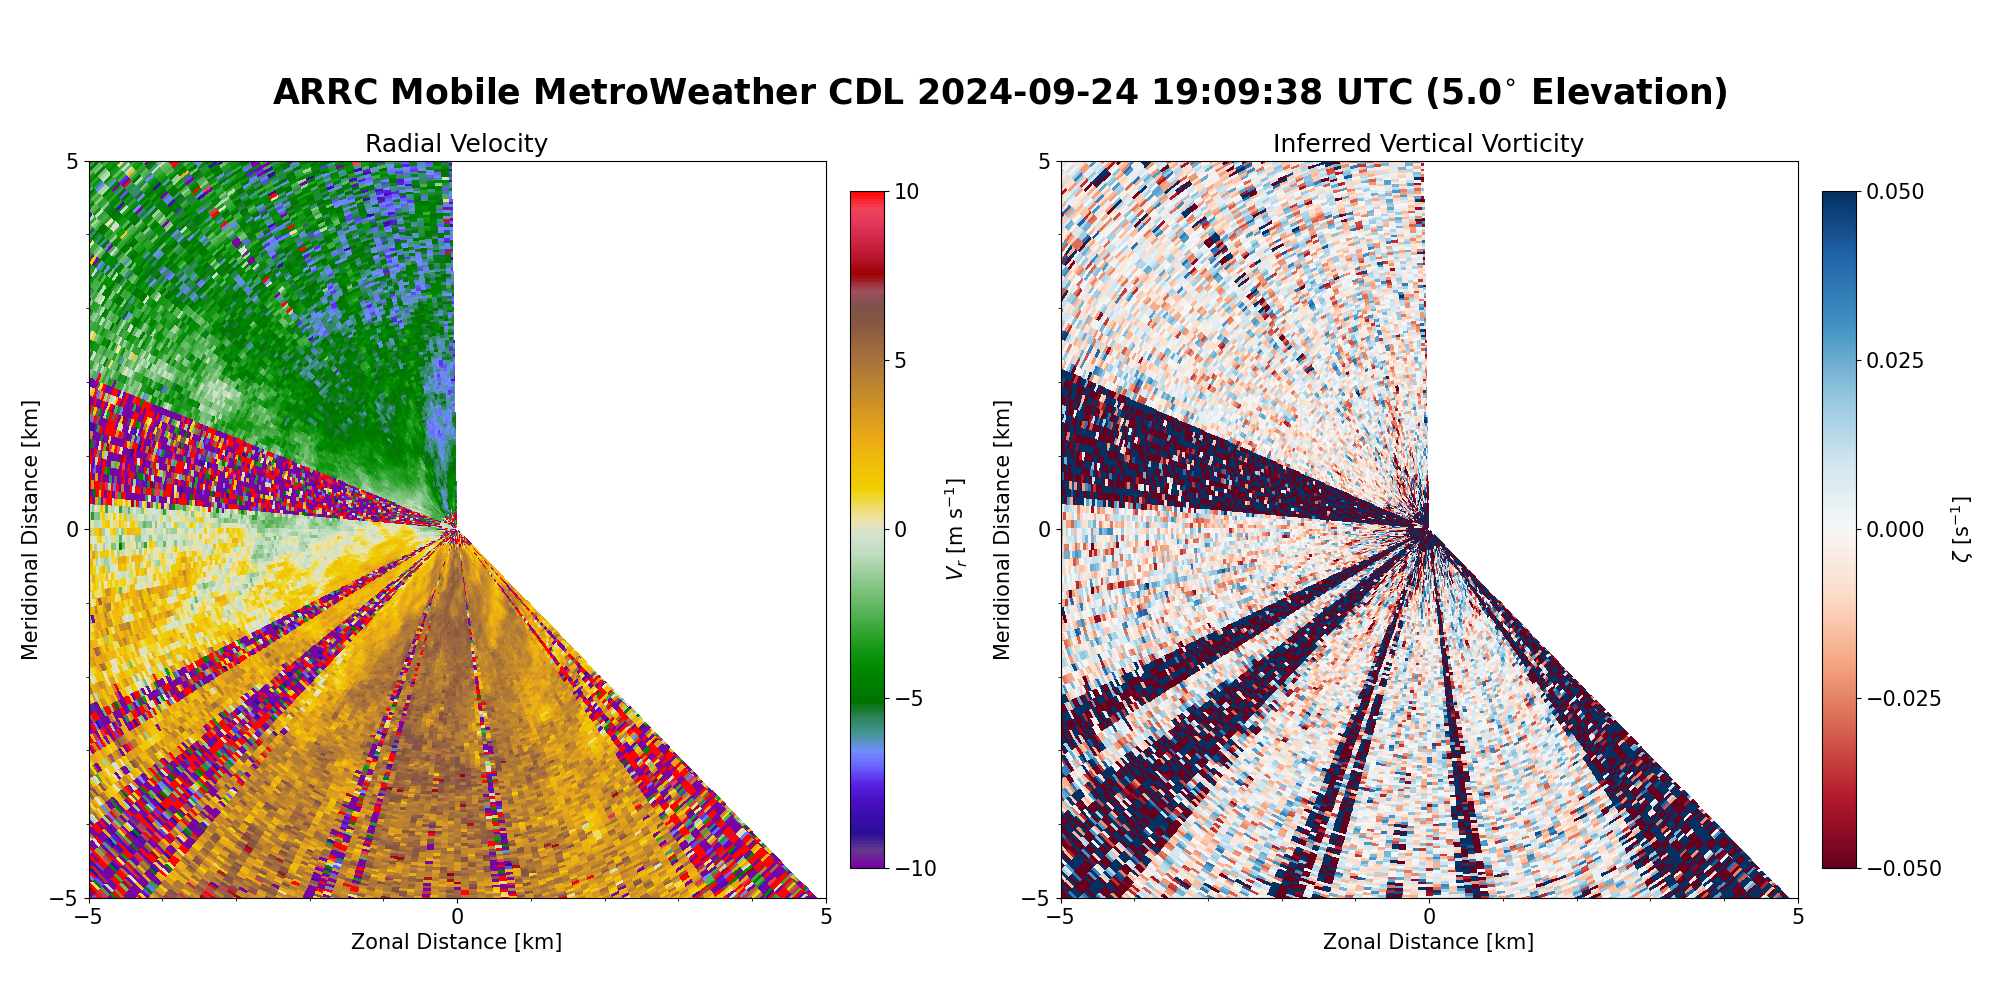 ARRC Mobile MetroWeather CDL 2024-09-24 19:09:38 UTC (5.0° Elevation)
Radial Velocity
5
0
−5
Meridional Distance [km]
−5
0
5
Zonal Distance [km]
10
5
0
−5
−10
Vr [m s⁻¹]
Inferred Vertical Vorticity
5
0
−5
Meridional Distance [km]
−5
0
5
Zonal Distance [km]
0.050
0.025
0.000
−0.025
−0.050
ζ [s⁻¹]